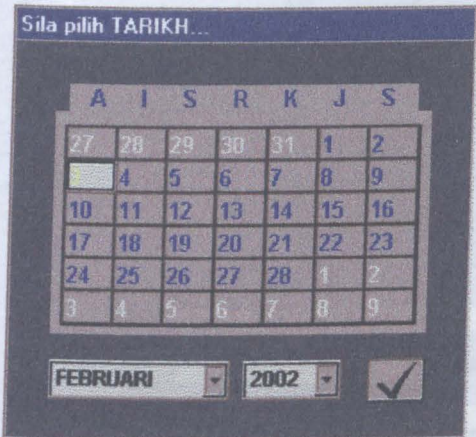 Sila pilih TARIKH...
A I S R K J S
27 28 29 30 31 1 2
4 5 6 7 8 9
10 11 12 13 14 15 16
17 18 19 20 21 22 23
24 25 26 27 28 1 2
3 4 5 6 7 8 9
FEBRUARI 2002